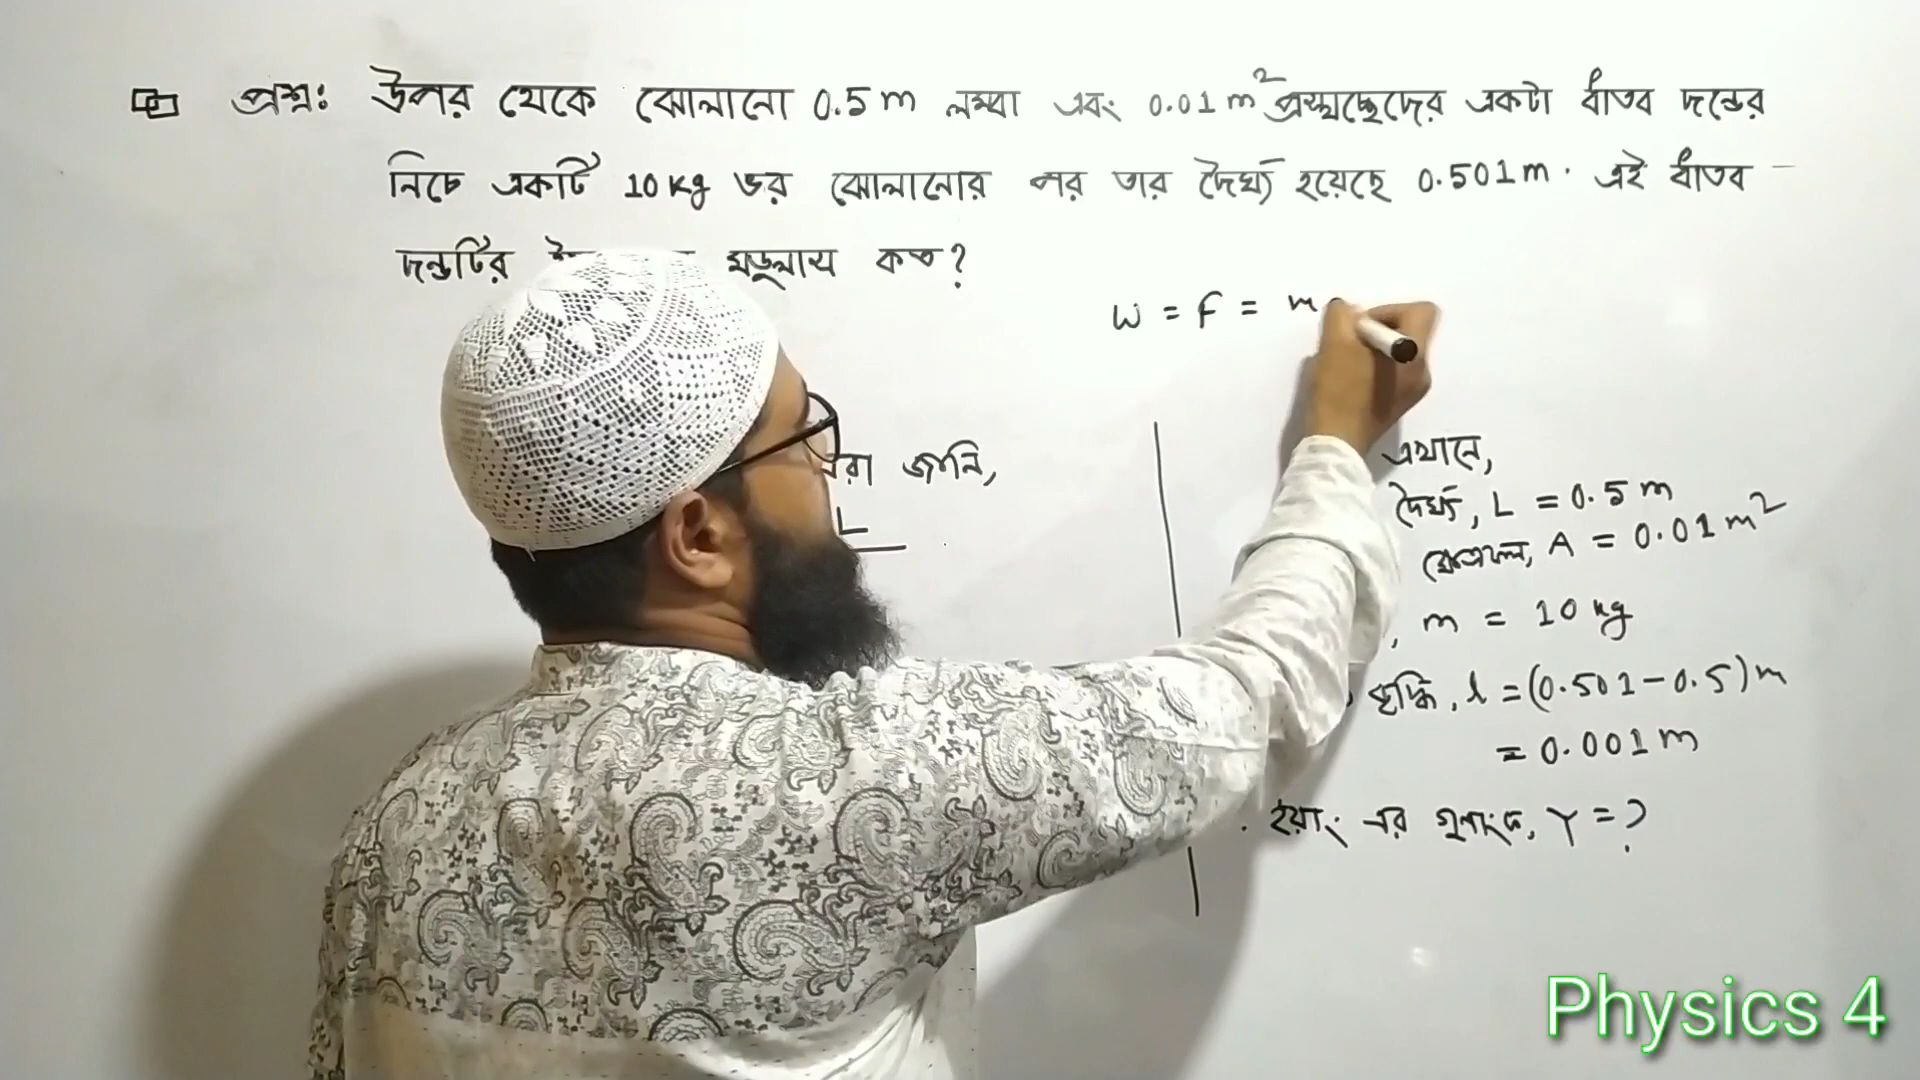 প্রশ্ন: উপর থেকে ঝোলানো 0.5 m লম্বা এবং 0.01 m² প্রস্থচ্ছেদের একটা ধাতব দন্ডের
নিচে একটি 10 kg ভর ঝোলানোর পর তার দৈর্ঘ্য হয়েছে 0.501 m. এই ধাতব
দন্ডটির মডুলাস কত?
W = F = m
রা জানি,
L
এখানে,
দৈর্ঘ্য, L = 0.5 m
ক্ষেত্রফল, A = 0.01 m²
, m = 10 kg
বৃদ্ধি, l = (0.501 - 0.5) m
= 0.001 m
ইয়াং এর গুণাংক, Y = ?
Physics 4